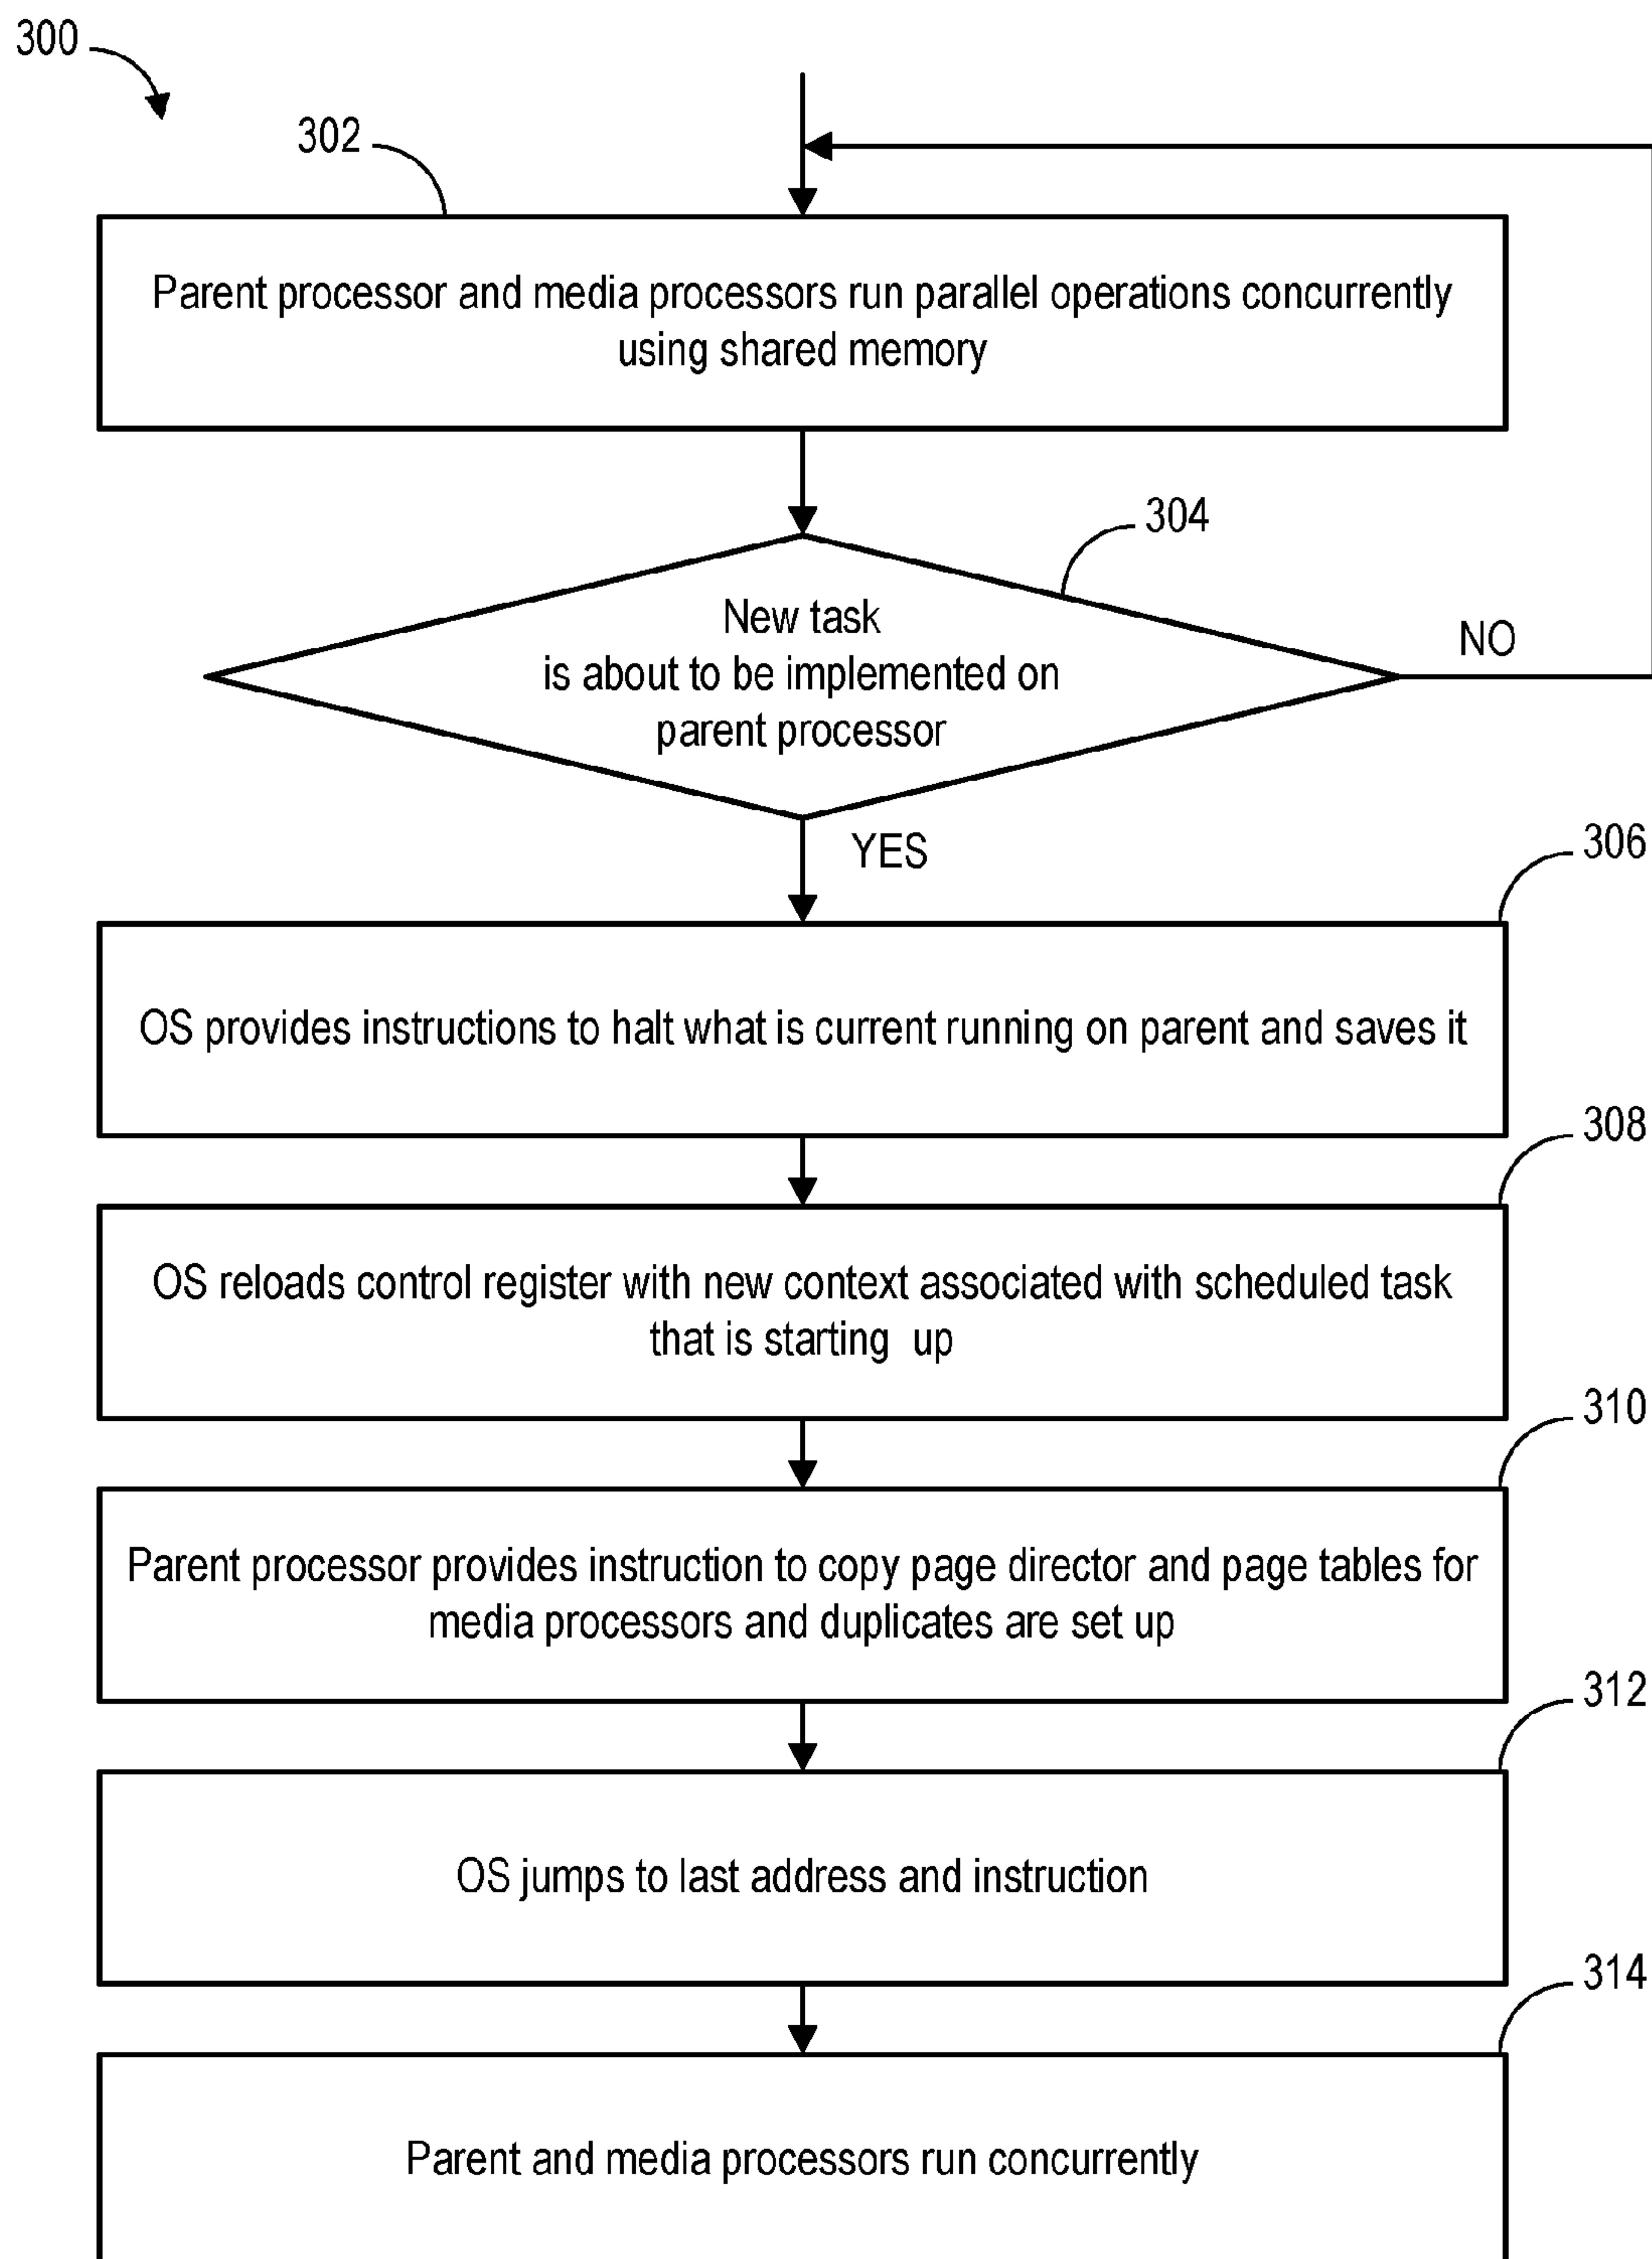 300
302
Parent processor and media processors run parallel operations concurrently
using shared memory
304
New task
is about to be implemented on
parent processor
NO
YES
306
OS provides instructions to halt what is current running on parent and saves it
308
OS reloads control register with new context associated with scheduled task
that is starting up
310
Parent processor provides instruction to copy page director and page tables for
media processors and duplicates are set up
312
OS jumps to last address and instruction
314
Parent and media processors run concurrently